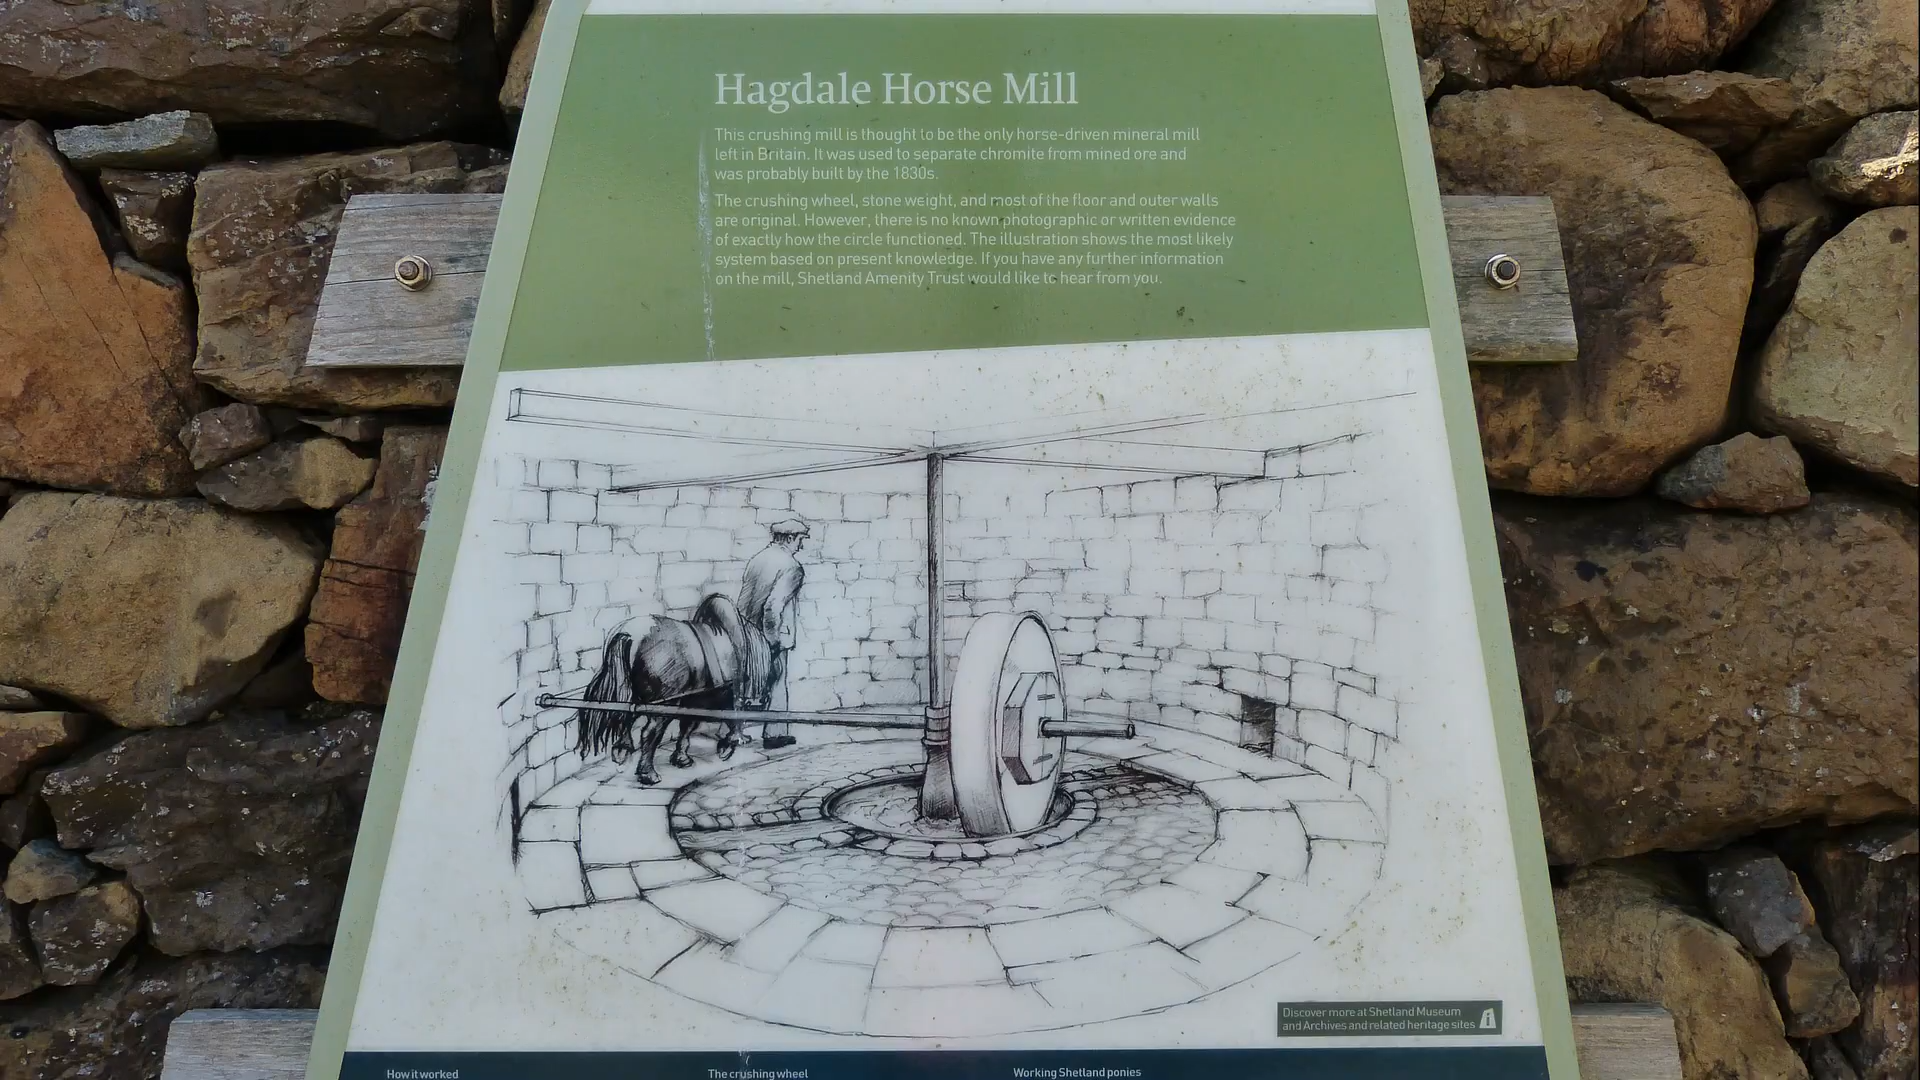 Hagdale Horse Mill
This crushing mill is thought to be the only horse-driven mineral mill
left in Britain. It was used to separate chromite from mined ore and
was probably built by the 1830s.
The crushing wheel, stone weight, and most of the floor and outer walls
are original. However, there is no known photographic or written evidence
of exactly how the circle functioned. The illustration shows the most likely
system based on present knowledge. If you have any further information
on the mill, Shetland Amenity Trust would like to hear from you.
Discover more at Shetland Museum
and Archives and related heritage sites
How it worked
The crushing wheel
Working Shetland ponies